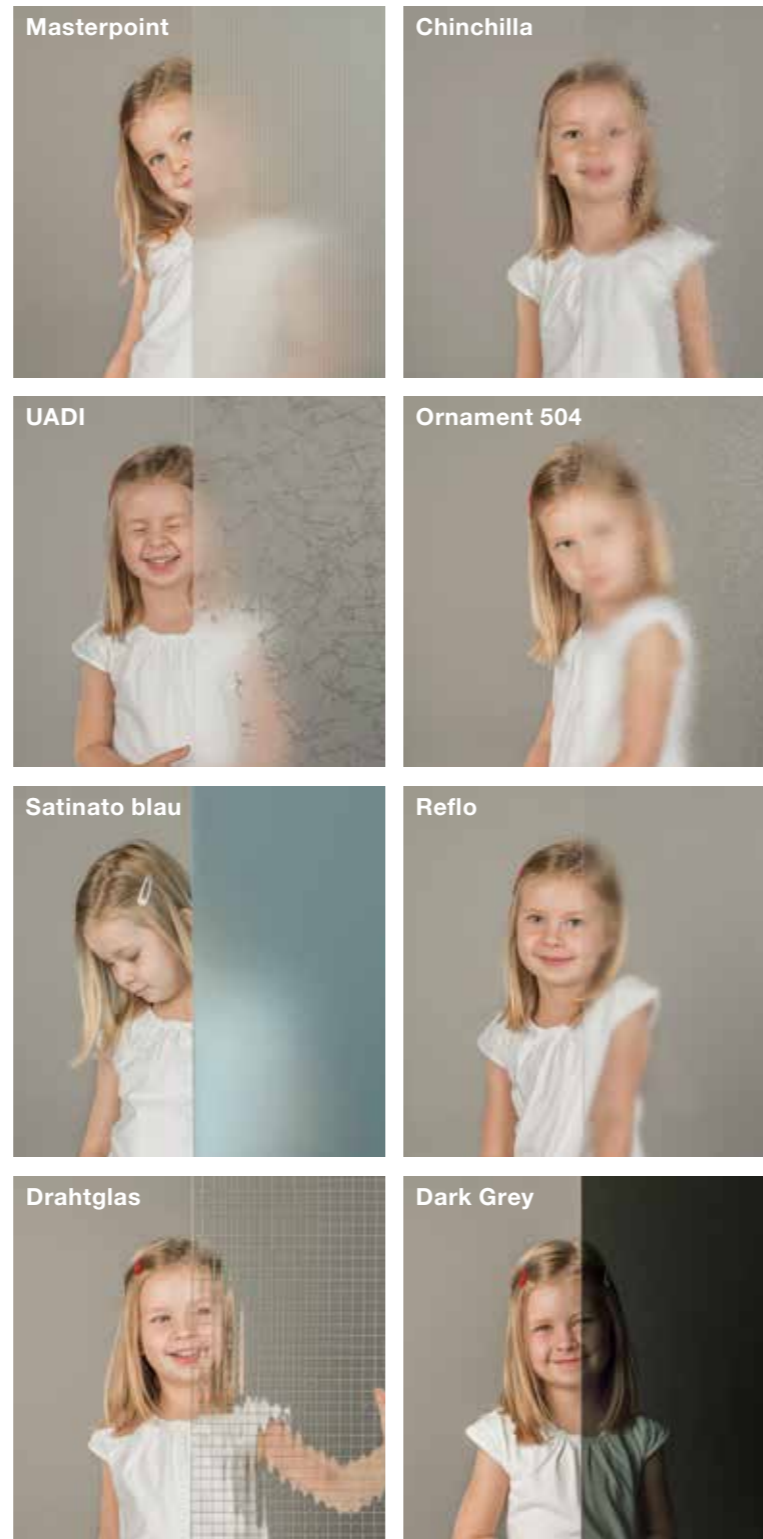 Masterpoint
Chinchilla
UADI
Ornament 504
Satinato blau
Reflo
Drahtglas
Dark Grey